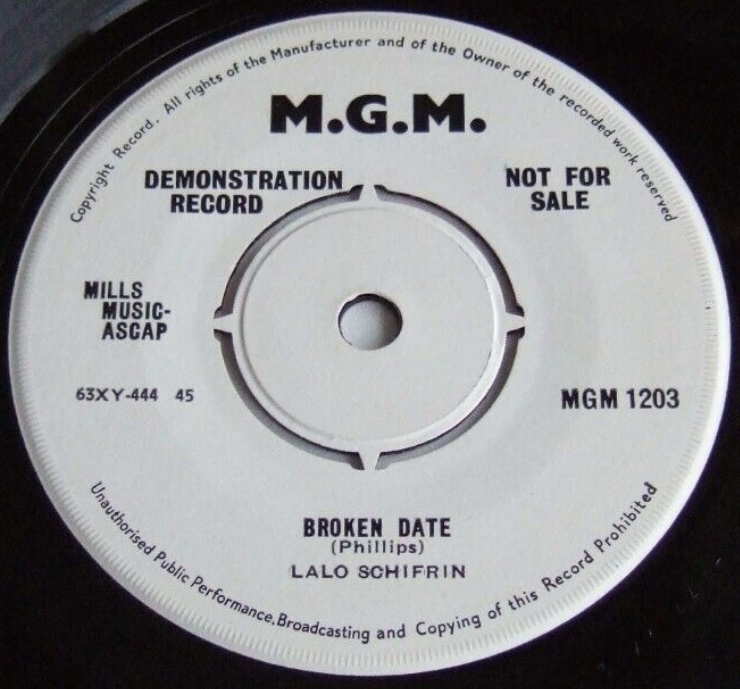 Copyright Record. All rights of the Manufacturer and of the Owner of the recorded work reserved
M.G.M.
DEMONSTRATION
RECORD
NOT FOR
SALE
MILLS
MUSIC-
ASCAP
63XY-444 45
MGM 1203
BROKEN DATE
(Phillips)
LALO SCHIFRIN
Unauthorised Public Performance, Broadcasting and Copying of this Record Prohibited